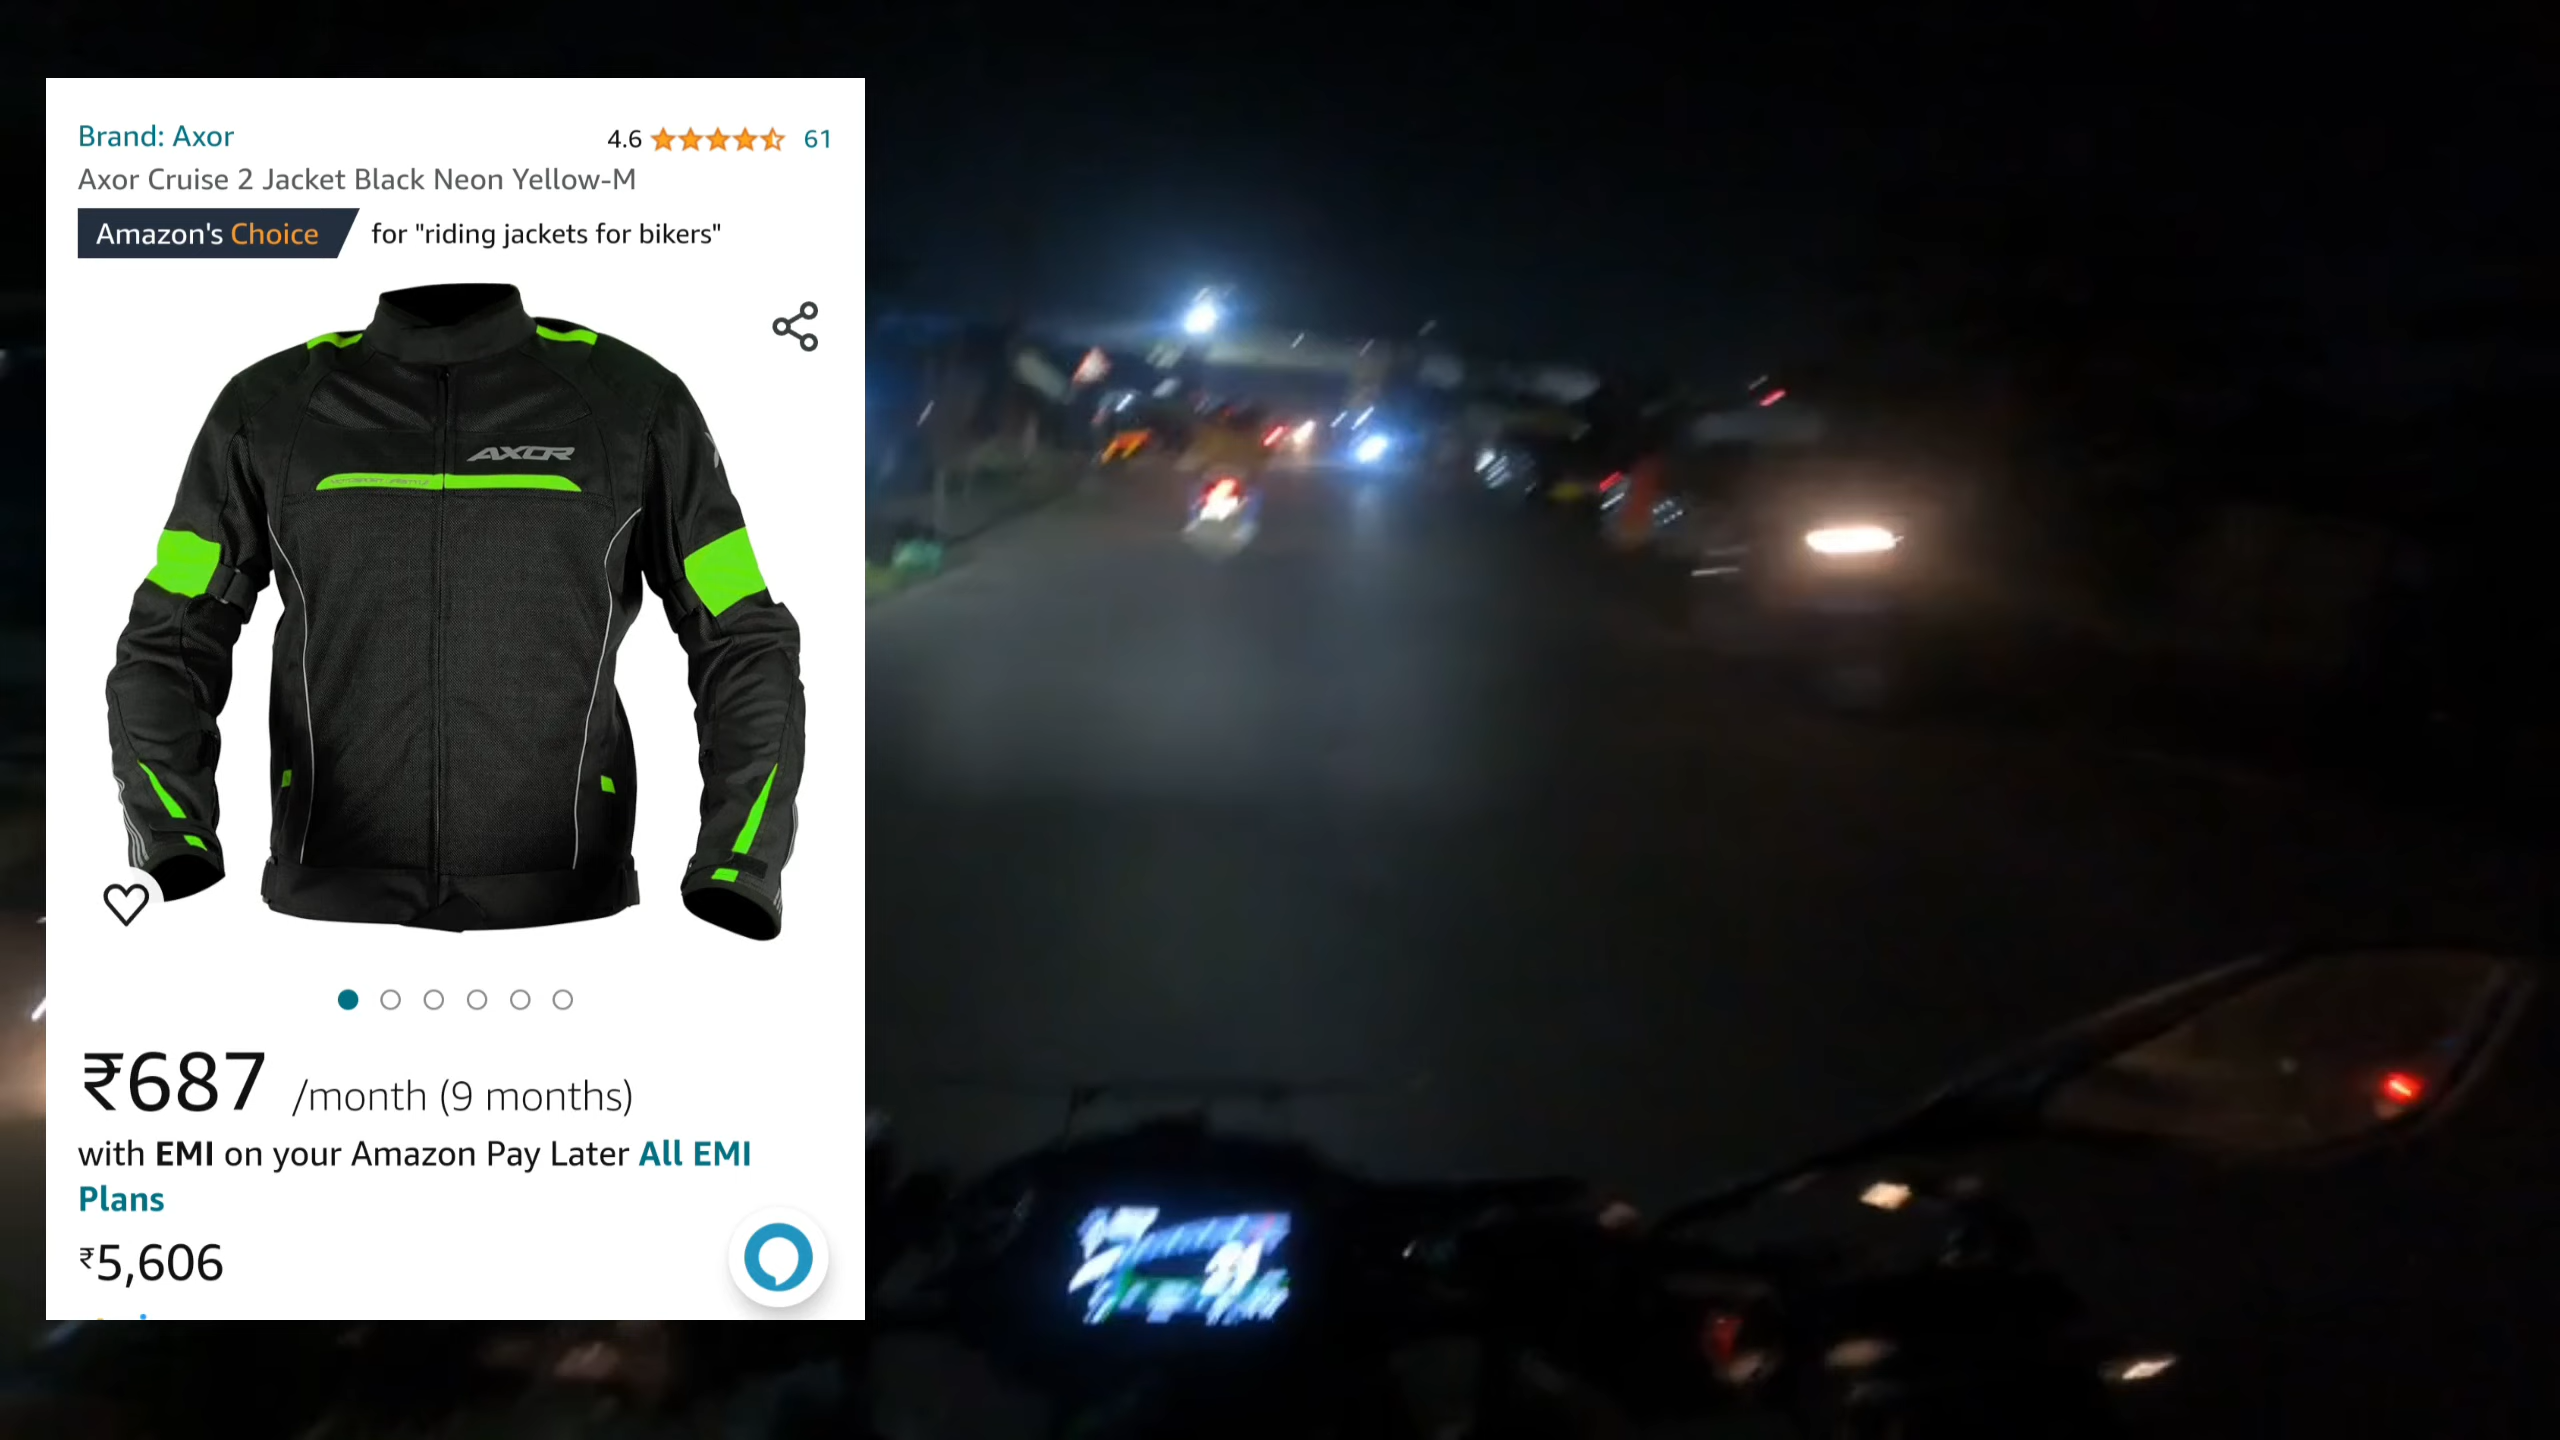 Brand: Axor
4.6 61
Axor Cruise 2 Jacket Black Neon Yellow-M
Amazon's Choice for "riding jackets for bikers"
AXOR
₹687 /month (9 months)
with EMI on your Amazon Pay Later All EMI
Plans
₹5,606